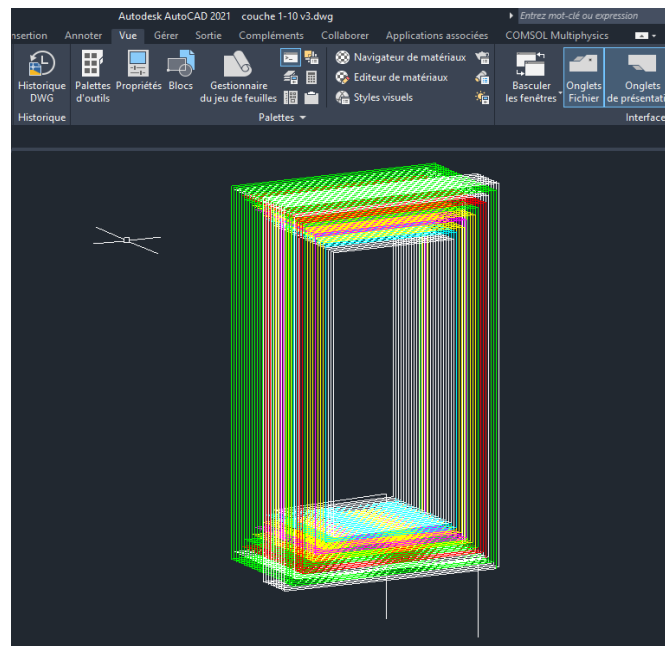 Autodesk AutoCAD 2021 couche 1-10 v3.dwg
Entrez mot-clé ou expression
nsertion Annoter Vue Gérer Sortie Compléments Collaborer Applications associées COMSOL Multiphysics
Historique
DWG
Palettes
d'outils
Propriétés
Blocs
Gestionnaire
du jeu de feuilles
Navigateur de matériaux
Editeur de matériaux
Styles visuels
Basculer
les fenêtres
Onglets
Fichier
Onglets
de présentati
Historique
Palettes
Interface